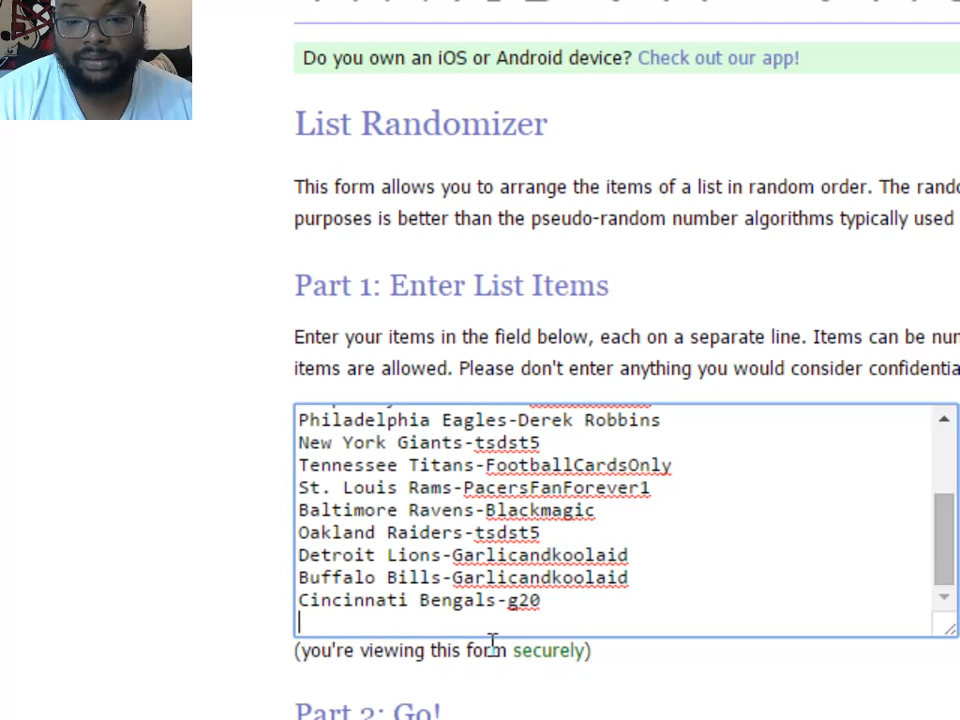 Do you own an iOS or Android device? Check out our app!
List Randomizer
This form allows you to arrange the items of a list in random order. The rando
purposes is better than the pseudo-random number algorithms typically used
Part 1: Enter List Items
Enter your items in the field below, each on a separate line. Items can be num
items are allowed. Please don't enter anything you would consider confidentia
Philadelphia Eagles-Derek Robbins
New York Giants-tsdst5
Tennessee Titans-FootballCardsOnly
St. Louis Rams-PacersFanForever1
Baltimore Ravens-Blackmagic
Oakland Raiders-tsdst5
Detroit Lions-Garlicandkoolaid
Buffalo Bills-Garlicandkoolaid
Cincinnati Bengals-g20
(you're viewing this form securely)
Part 2: Go!